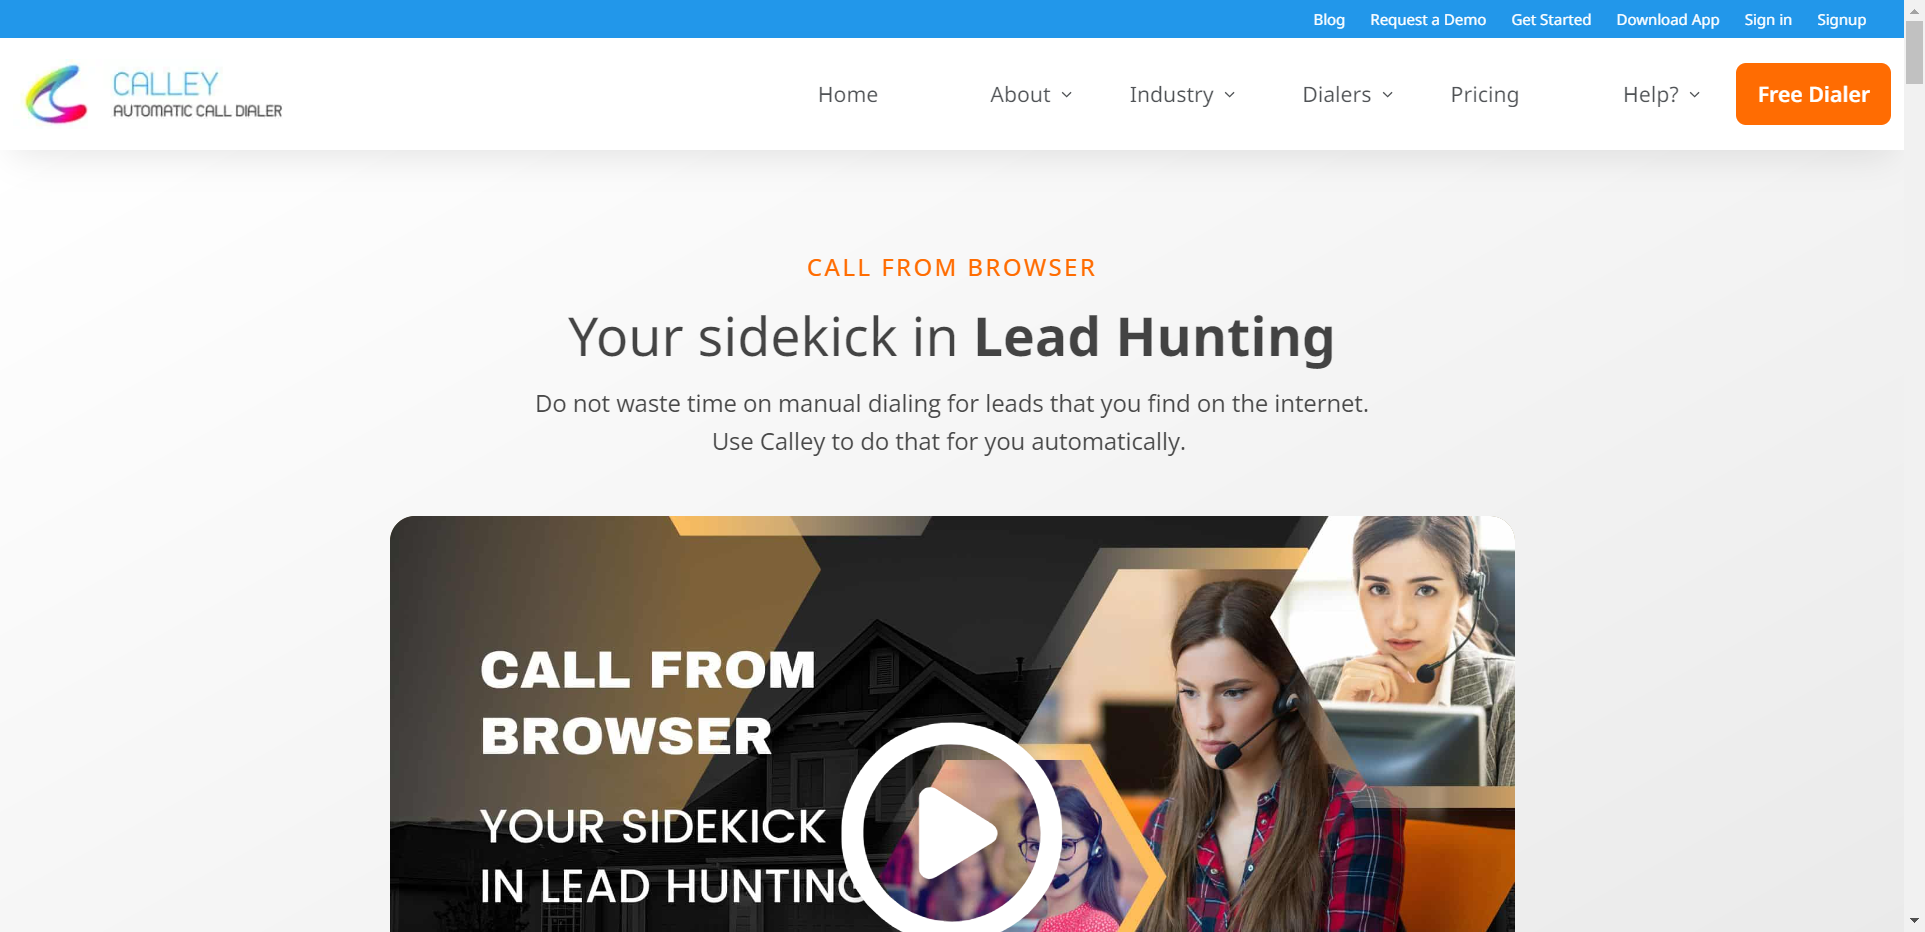 Blog Request a Demo Get Started Download App Sign in Signup
CALLEY
AUTOMATIC CALL DIALER
Home About Industry Dialers Pricing Help? Free Dialer
CALL FROM BROWSER
Your sidekick in Lead Hunting
Do not waste time on manual dialing for leads that you find on the internet.
Use Calley to do that for you automatically.
CALL FROM
BROWSER
YOUR SIDEKICK
IN LEAD HUNTING